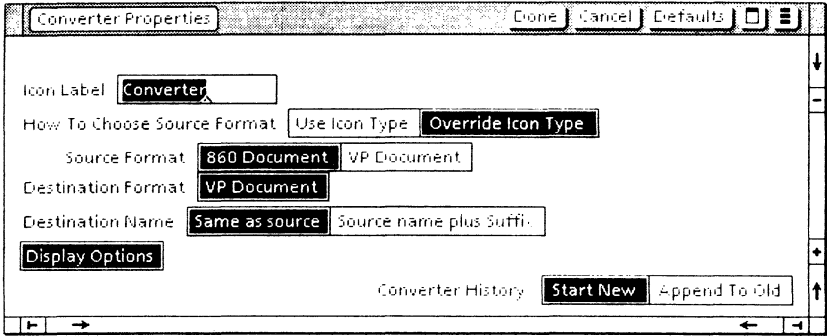 Converter Properties Done Cancel Defaults
Icon Label Converter
How To Choose Source Format Use Icon Type Override Icon Type
Source Format 860 Document VP Document
Destination Format VP Document
Destination Name Same as source Source name plus Suffix
Display Options
Converter History Start New Append To Old